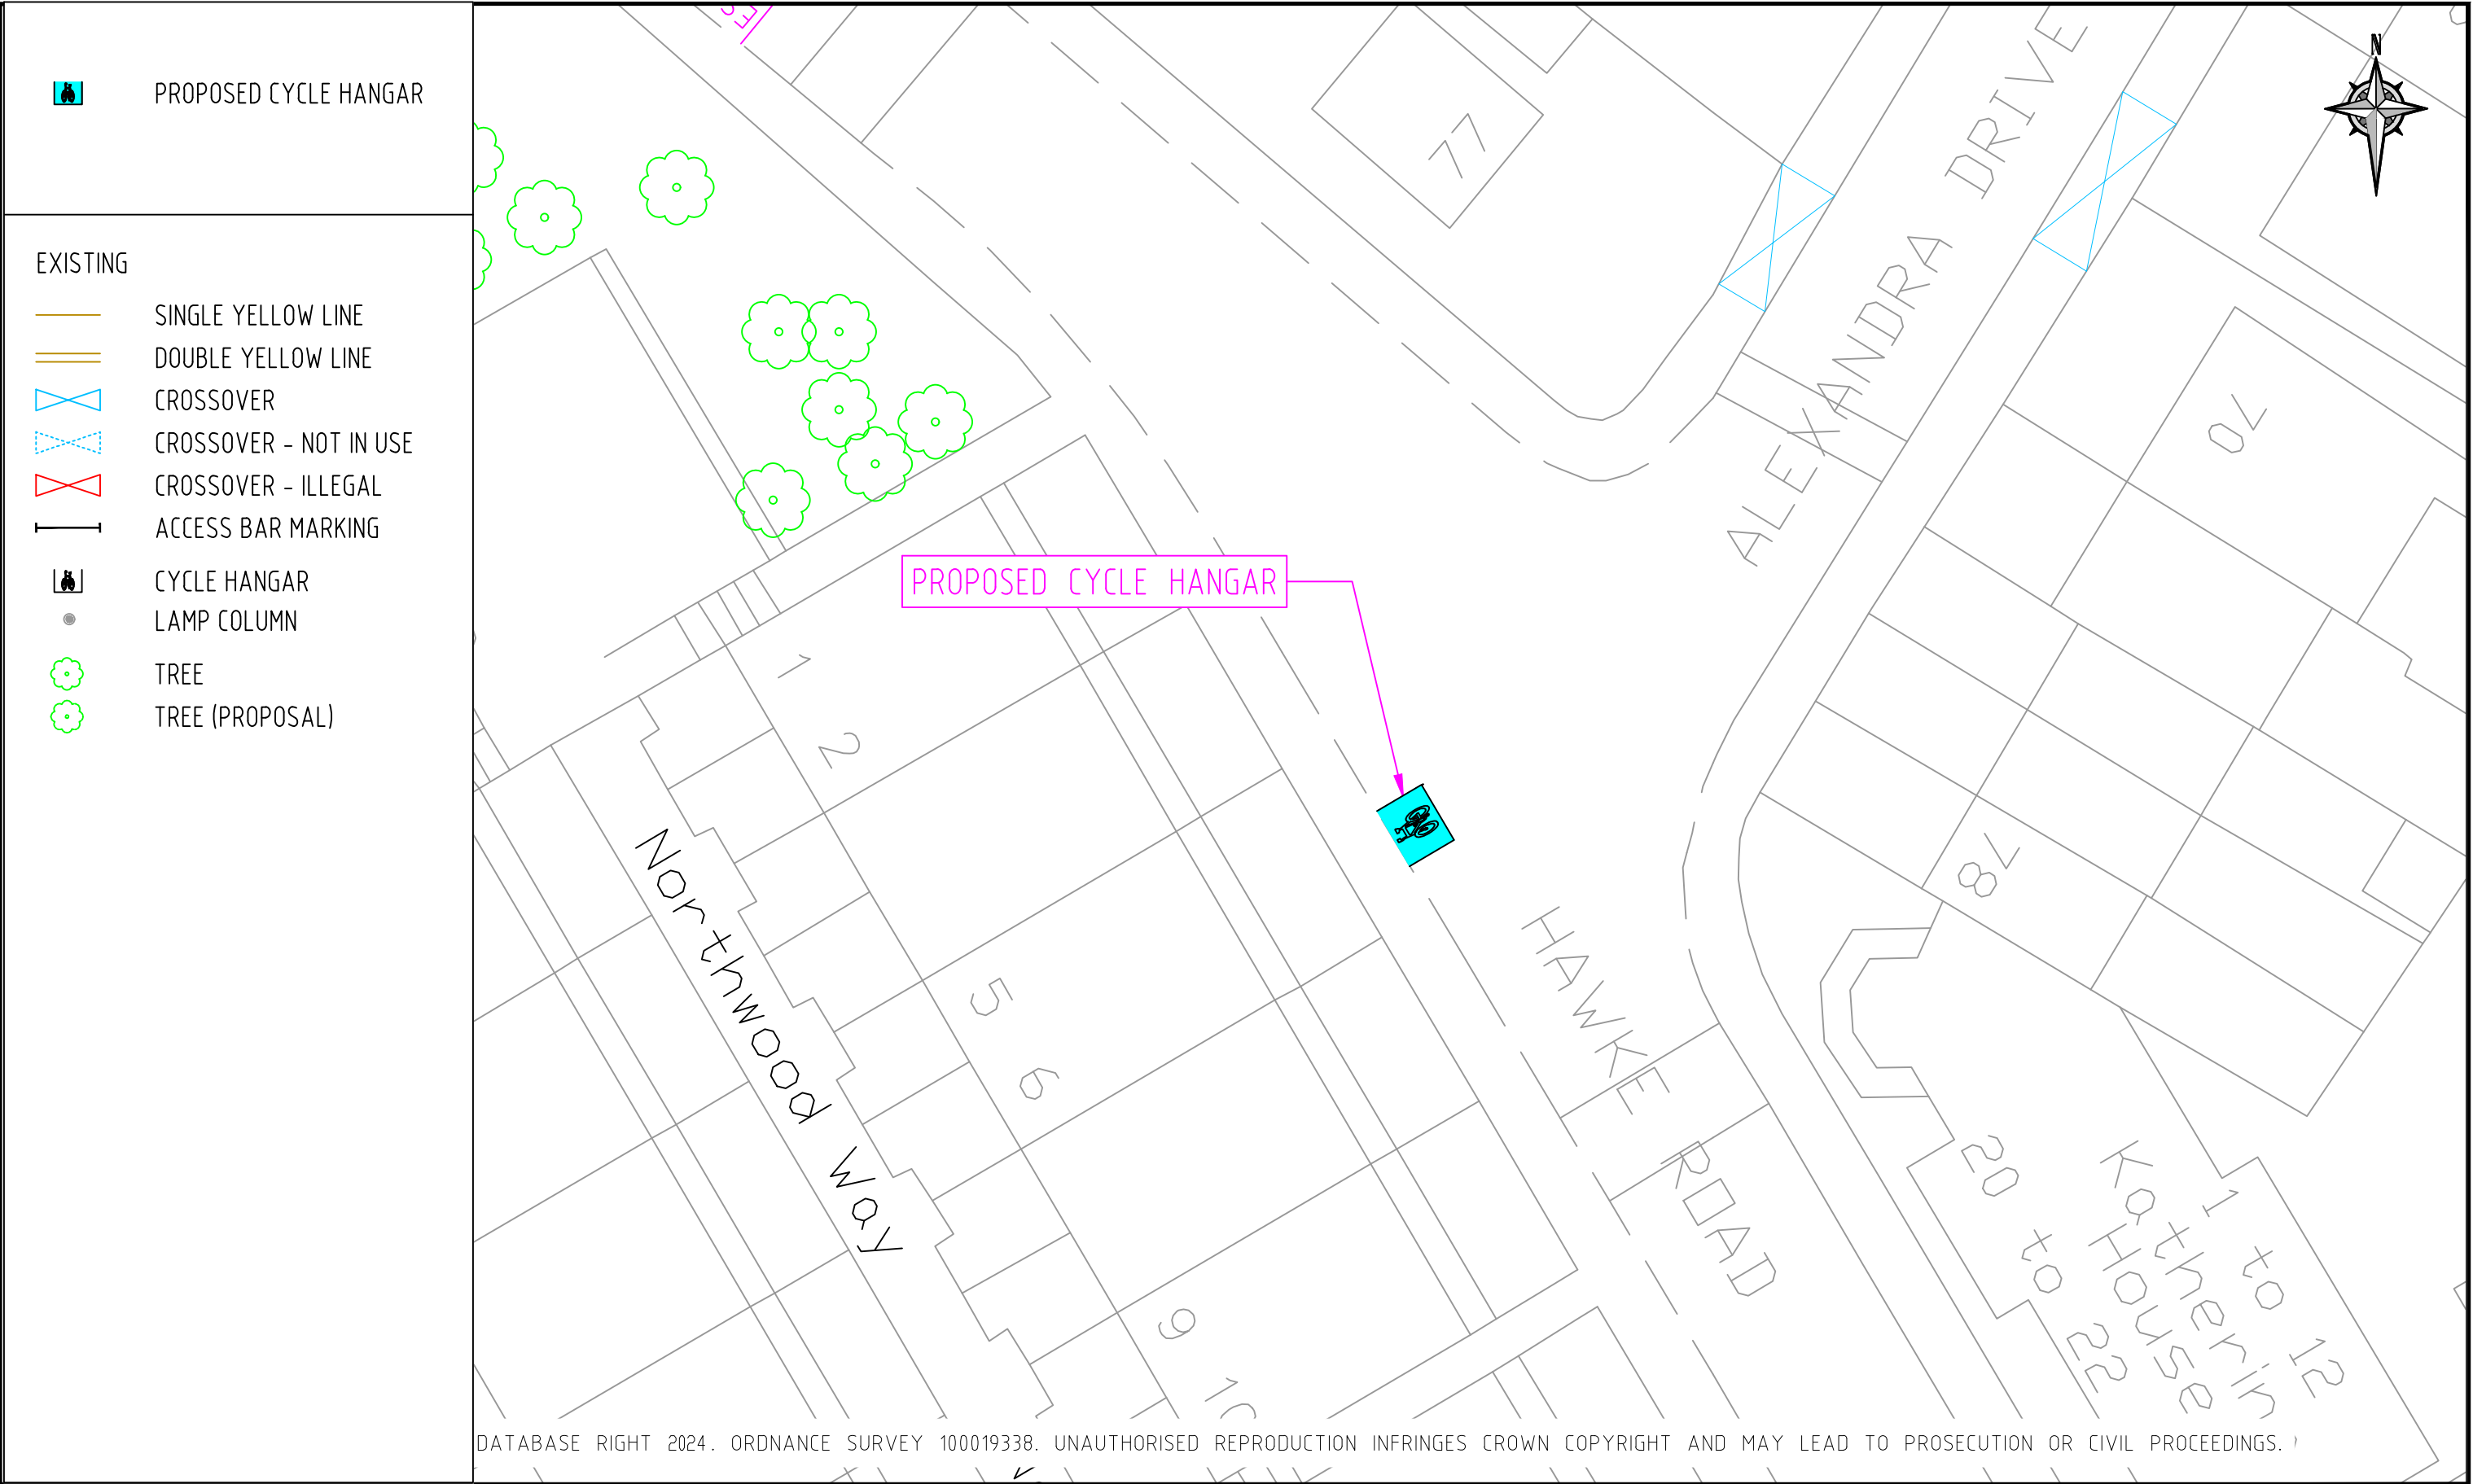 PROPOSED CYCLE HANGAR
EXISTING
SINGLE YELLOW LINE
DOUBLE YELLOW LINE
CROSSOVER
CROSSOVER - NOT IN USE
CROSSOVER - ILLEGAL
ACCESS BAR MARKING
CYCLE HANGAR
LAMP COLUMN
TREE
TREE (PROPOSAL)
N
77
ALEXANDRA DRIVE
70
PROPOSED CYCLE HANGAR
1
2
5
6
9
10
Northwood Way
78
HAWKE ROAD
20 to 22
House
1 to 12
DATABASE RIGHT 2024. ORDNANCE SURVEY 100019338. UNAUTHORISED REPRODUCTION INFRINGES CROWN COPYRIGHT AND MAY LEAD TO PROSECUTION OR CIVIL PROCEEDINGS.